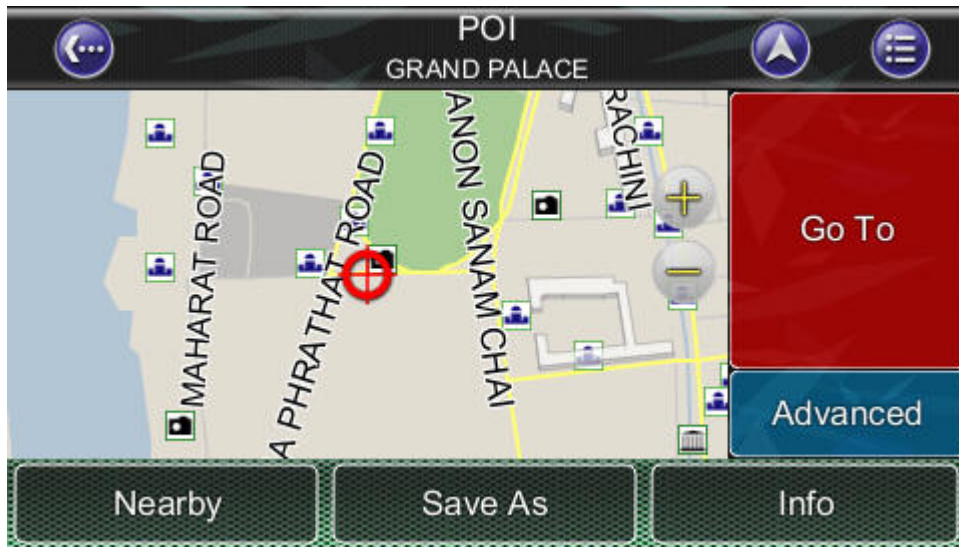 POI
GRAND PALACE
MAHARAT ROAD
A PHRATHAT ROAD
ANON SANAM CHAI
RACHINI
+
−
Go To
Advanced
Nearby
Save As
Info